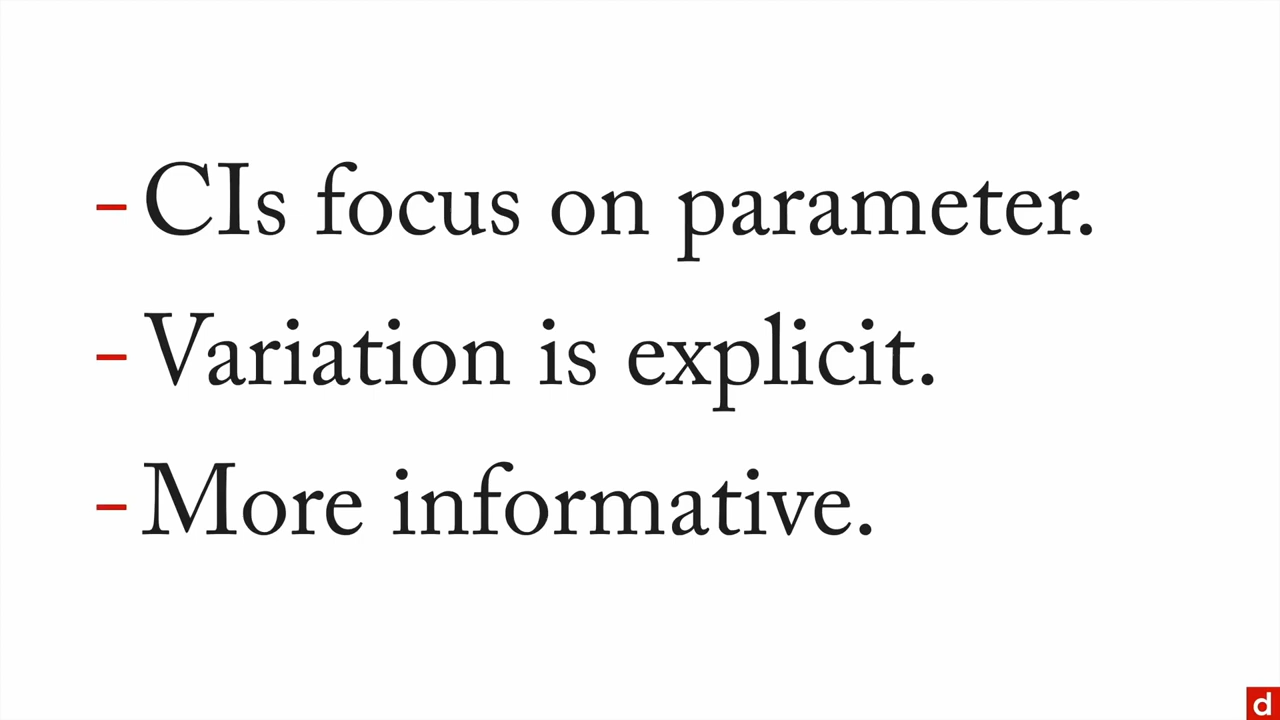 - CIs focus on parameter.
- Variation is explicit.
- More informative.
d